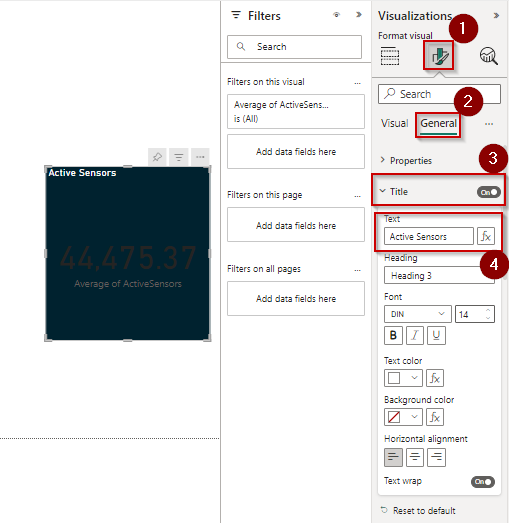 Active Sensors
44,475.37
Average of ActiveSensors
Filters
Search
Filters on this visual
...
Average of ActiveSens...
is (All)
Add data fields here
Filters on this page
...
Add data fields here
Filters on all pages
...
Add data fields here
Visualizations
1
Format visual
Search
2
Visual
General
...
Properties
3
Title
On
Text
Active Sensors
fx
4
Heading
Heading 3
Font
DIN
14
B
I
U
Text color
fx
Background color
fx
Horizontal alignment
Text wrap
On
Reset to default